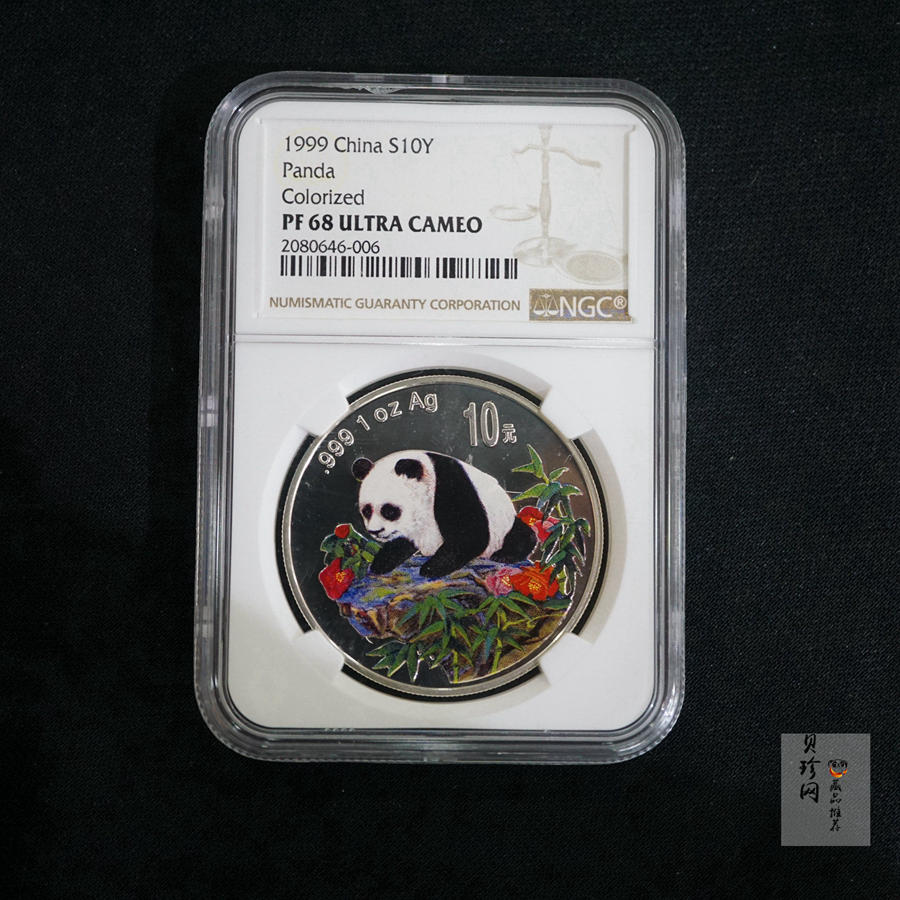 1999 China S10Y
Panda
Colorized
PF 68 ULTRA CAMEO
2080646-006
NUMISMATIC GUARANTY CORPORATION
NGC®
.999 1 oz Ag
10元
贝珍网
藏品推荐